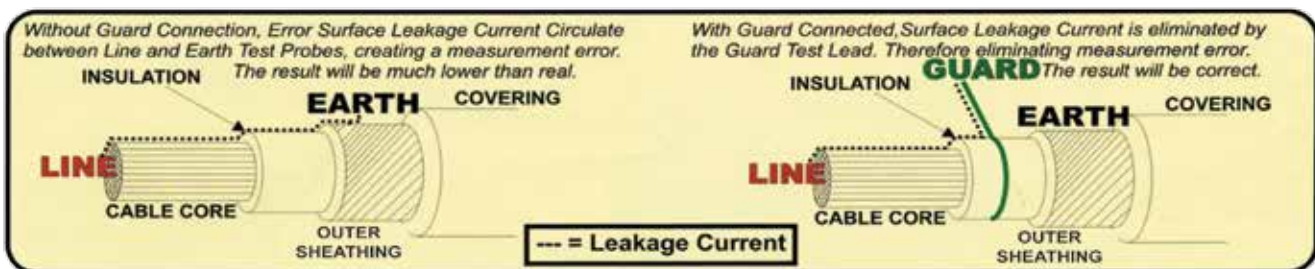 Without Guard Connection, Error Surface Leakage Current Circulate
between Line and Earth Test Probes, creating a measurement error.
The result will be much lower than real.
INSULATION
EARTH
COVERING
LINE
CABLE CORE
OUTER
SHEATHING
With Guard Connected,Surface Leakage Current is eliminated by
the Guard Test Lead. Therefore eliminating measurement error.
GUARD The result will be correct.
INSULATION
EARTH
COVERING
LINE
CABLE CORE
OUTER
SHEATHING
--- = Leakage Current